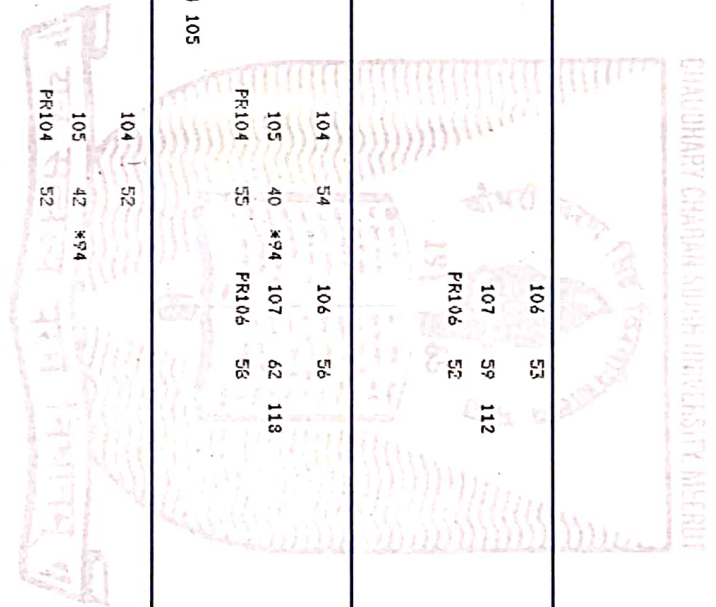 CHAUDHARY CHARAN SINGH UNIVERSITY MEERUT
106 53
107 59 112
PR106 52
104 54 106 56
105 40 *94 107 62 118
PR104 55 PR106 56
105
104 52
105 42 *94
PR104 52